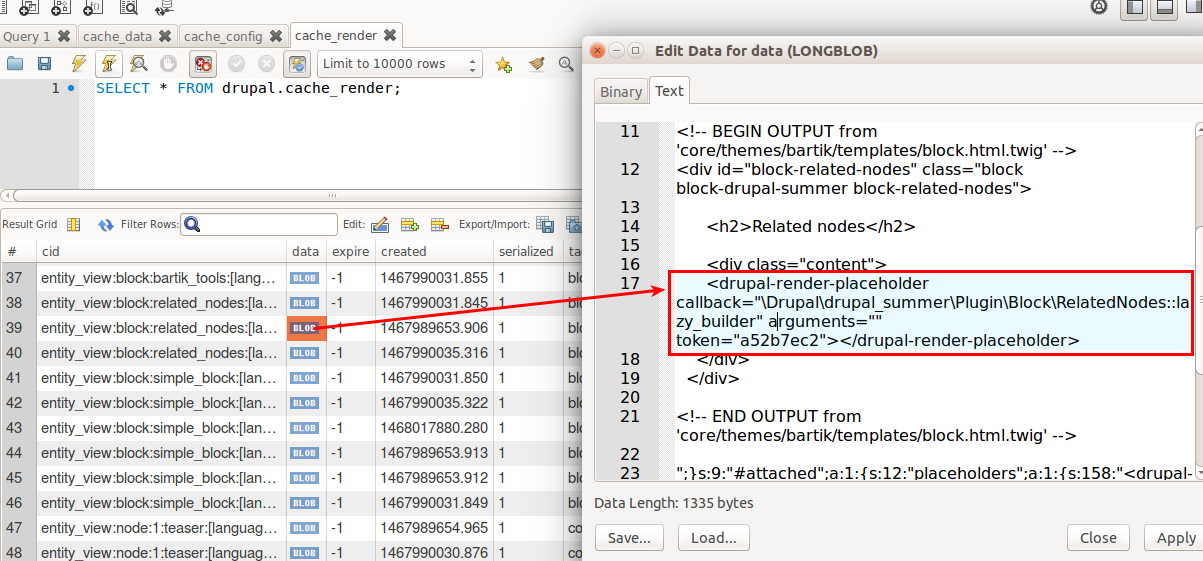 Query 1
cache_data
cache_config
cache_render
Limit to 10000 rows
1
SELECT * FROM drupal.cache_render;
Result Grid
Filter Rows:
Edit:
Export/Import:
# cid data expire created serialized ta
37 entity_view:block:bartik_tools:[lang… BLOB -1 1467990031.855 1 blo
38 entity_view:block:related_nodes:[la… BLOB -1 1467990031.845 1 blo
39 entity_view:block:related_nodes:[la… BLOB -1 1467989653.906 1 blo
40 entity_view:block:related_nodes:[la… BLOB -1 1467990035.316 1 blo
41 entity_view:block:simple_block:[lan… BLOB -1 1467990031.850 1 blo
42 entity_view:block:simple_block:[lan… BLOB -1 1467990035.322 1 blo
43 entity_view:block:simple_block:[lan… BLOB -1 1468017880.280 1 blo
44 entity_view:block:simple_block:[lan… BLOB -1 1467989653.913 1 blo
45 entity_view:block:simple_block:[lan… BLOB -1 1467989653.912 1 blo
46 entity_view:block:simple_block:[lan… BLOB -1 1467990031.849 1 blo
47 entity_view:node:1:teaser:[languag… BLOB -1 1467989654.965 1 co
48 entity_view:node:1:teaser:[languag… BLOB -1 1467990030.876 1 co
Edit Data for data (LONGBLOB)
Binary
Text
11 <!-- BEGIN OUTPUT from
'core/themes/bartik/templates/block.html.twig' -->
12 <div id="block-related-nodes" class="block
block-drupal-summer block-related-nodes">
13
14 <h2>Related nodes</h2>
15
16 <div class="content">
17 <drupal-render-placeholder
callback="\Drupal\drupal_summer\Plugin\Block\RelatedNodes::la
zy_builder" arguments=""
token="a52b7ec2"></drupal-render-placeholder>
18 </div>
19 </div>
20
21 <!-- END OUTPUT from
'core/themes/bartik/templates/block.html.twig' -->
22
23 ";}s:9:"#attached";a:1:{s:12:"placeholders";a:1:{s:158:"<drupal-
Data Length: 1335 bytes
Save...
Load...
Close
Apply